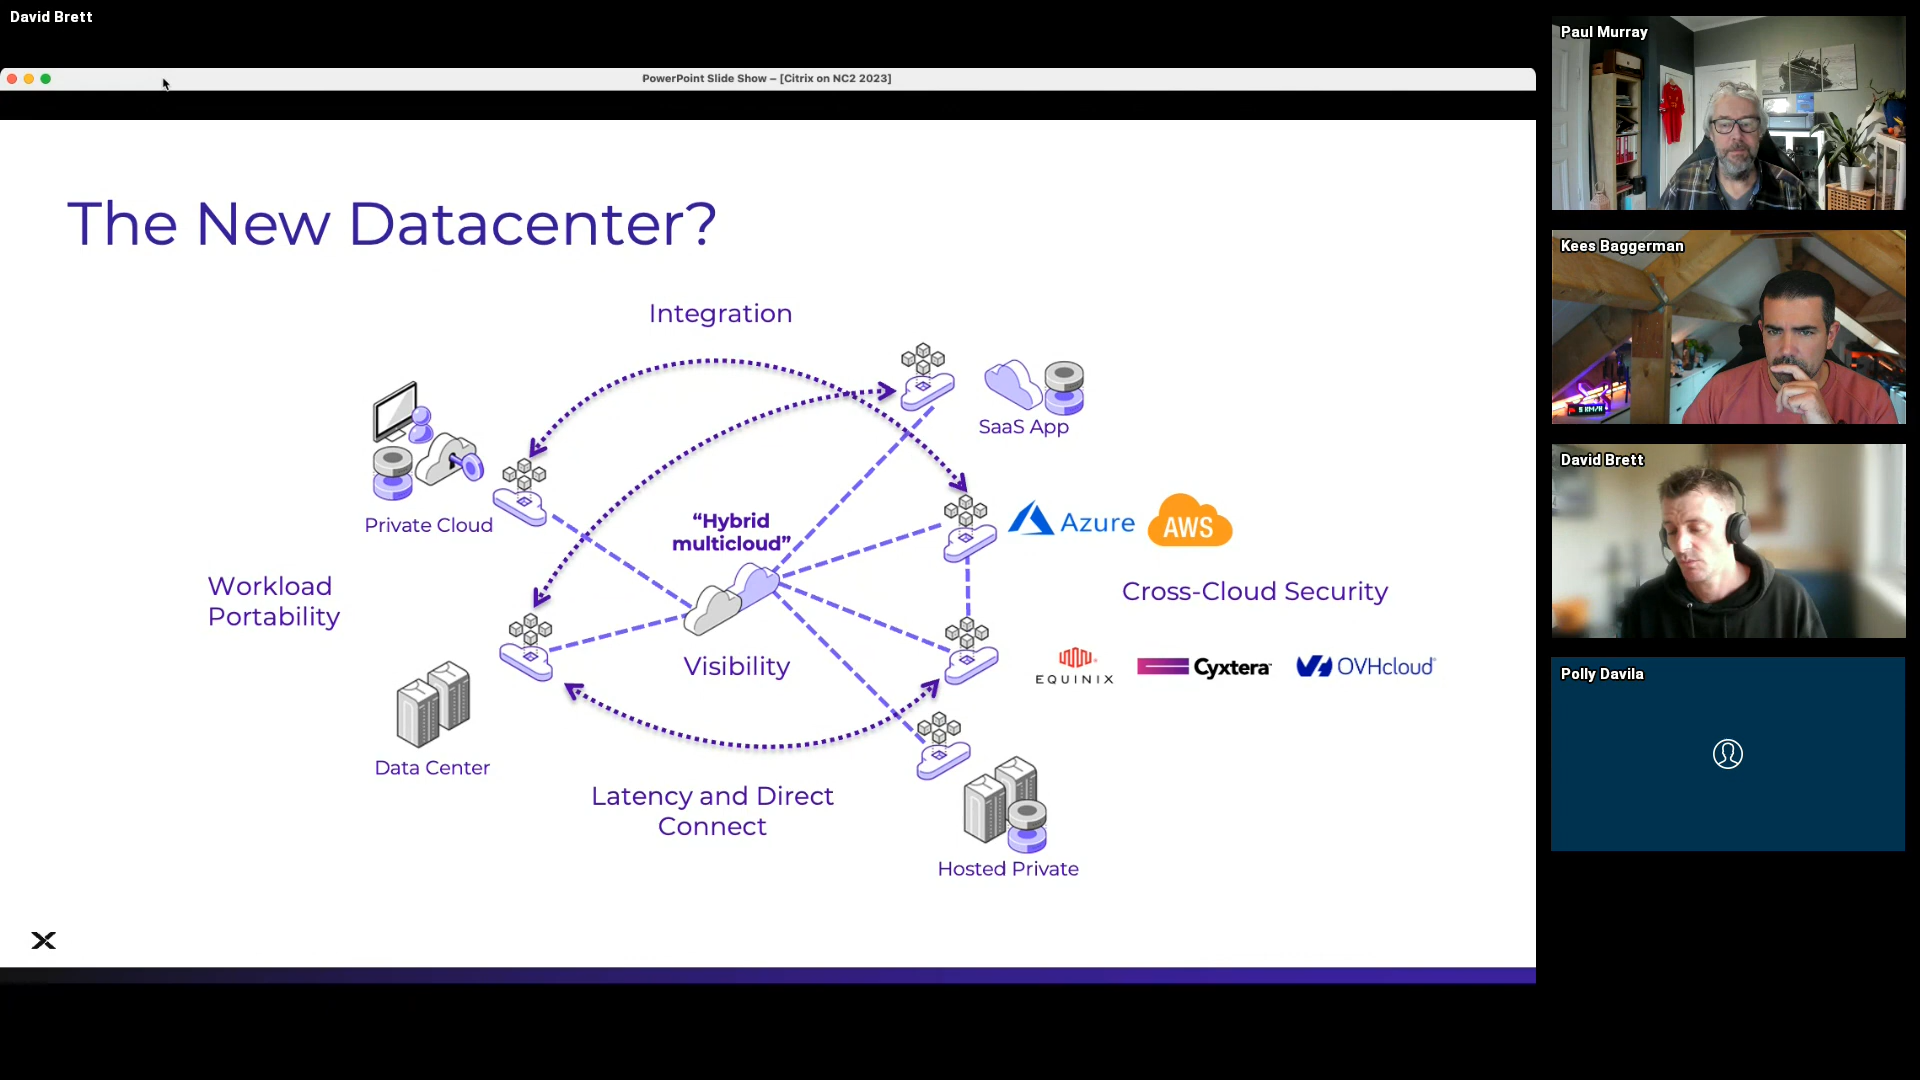 David Brett
PowerPoint Slide Show – [Citrix on NC2 2023]
The New Datacenter?
Integration
SaaS App
Private Cloud
“Hybrid
multicloud”
Azure
AWS
Workload
Portability
Cross-Cloud Security
Visibility
EQUINIX
Cyxtera
OVHcloud
Data Center
Latency and Direct
Connect
Hosted Private
Paul Murray
Kees Baggerman
5 KM/H
David Brett
Polly Davila